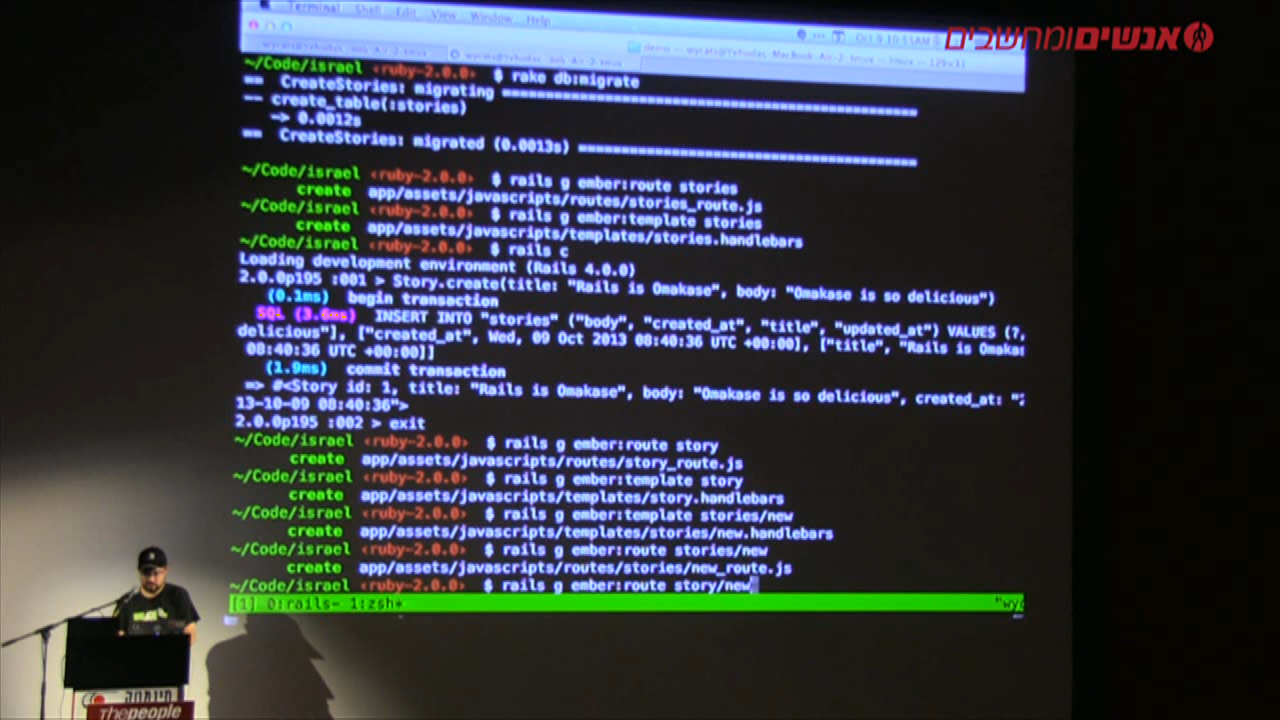 Terminal Shell Edit View Window Help
אנשיםומחשבים
~/Code/israel ‹ruby-2.0.0› $ rake db:migrate
== CreateStories: migrating ================================================
-- create_table(:stories)
-> 0.0012s
== CreateStories: migrated (0.0013s) =======================================
~/Code/israel ‹ruby-2.0.0› $ rails g ember:route stories
create app/assets/javascripts/routes/stories_route.js
~/Code/israel ‹ruby-2.0.0› $ rails g ember:template stories
create app/assets/javascripts/templates/stories.handlebars
~/Code/israel ‹ruby-2.0.0› $ rails c
Loading development environment (Rails 4.0.0)
2.0.0p195 :001 > Story.create(title: "Rails is Omakase", body: "Omakase is so delicious")
(0.1ms) begin transaction
SQL (3.6ms) INSERT INTO "stories" ("body", "created_at", "title", "updated_at") VALUES (?,
delicious"], ["created_at", Wed, 09 Oct 2013 08:40:36 UTC +00:00], ["title", "Rails is Omakas
08:40:36 UTC +00:00]]
(1.9ms) commit transaction
=> #<Story id: 1, title: "Rails is Omakase", body: "Omakase is so delicious", created_at: "2
13-10-09 08:40:36">
2.0.0p195 :002 > exit
~/Code/israel ‹ruby-2.0.0› $ rails g ember:route story
create app/assets/javascripts/routes/story_route.js
~/Code/israel ‹ruby-2.0.0› $ rails g ember:template story
create app/assets/javascripts/templates/story.handlebars
~/Code/israel ‹ruby-2.0.0› $ rails g ember:template stories/new
create app/assets/javascripts/templates/stories/new.handlebars
~/Code/israel ‹ruby-2.0.0› $ rails g ember:route stories/new
create app/assets/javascripts/routes/stories/new_route.js
~/Code/israel ‹ruby-2.0.0› $ rails g ember:route story/new
[1] 0:rails- 1:zsh* "wyc
Thepeople